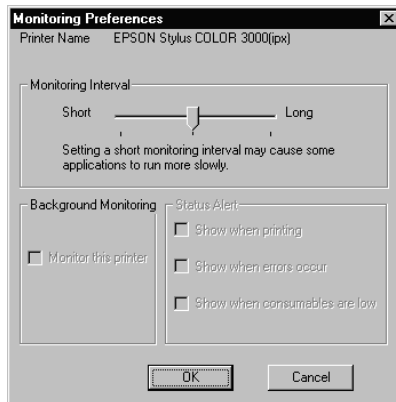 Monitoring Preferences
Printer Name EPSON Stylus COLOR 3000(ipx)
Monitoring Interval
Short Long
Setting a short monitoring interval may cause some
applications to run more slowly.
Background Monitoring Status Alert
Show when printing
Monitor this printer
Show when errors occur
Show when consumables are low
OK Cancel